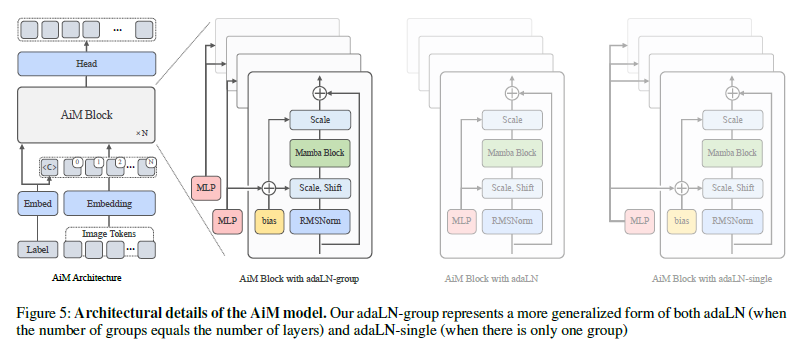 Head
AiM Block
×N
<C>
0
1
2
...
N
Embed
Embedding
Label
Image Tokens
...
...
AiM Architecture
Scale
Mamba Block
Scale, Shift
MLP
MLP
bias
RMSNorm
AiM Block with adaLN-group
Scale
Mamba Block
Scale, Shift
MLP
RMSNorm
AiM Block with adaLN
Scale
Mamba Block
Scale, Shift
MLP
bias
RMSNorm
AiM Block with adaLN-single
Figure 5: Architectural details of the AiM model. Our adaLN-group represents a more generalized form of both adaLN (when
the number of groups equals the number of layers) and adaLN-single (when there is only one group)